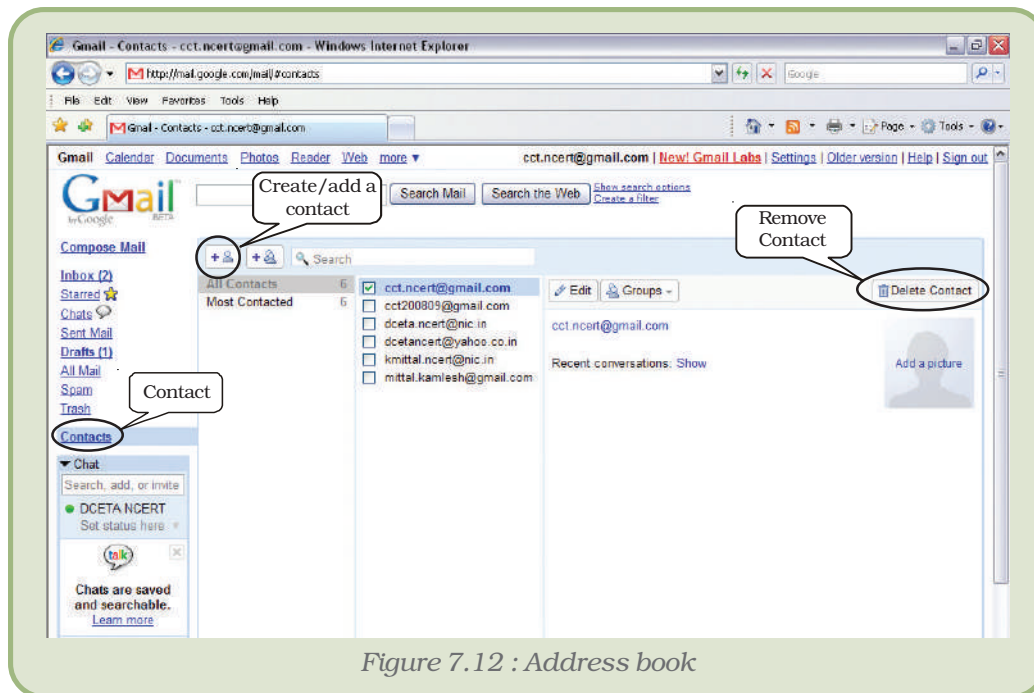 Gmail - Contacts - cct.ncert@gmail.com - Windows Internet Explorer
http://mail.google.com/mail/#contacts
Google
File Edit View Favorites Tools Help
Gmail - Contacts - cct.ncert@gmail.com
Page Tools
Gmail Calendar Documents Photos Reader Web more ▼
cct.ncert@gmail.com | New! Gmail Labs | Settings | Older version | Help | Sign out
GMail
by Google BETA
Search Mail Search the Web
Show search options
Create a filter
Create/add a
contact
Remove
Contact
Compose Mail
Inbox (2)
Starred
Chats
Sent Mail
Drafts (1)
All Mail
Spam
Trash
Contact
Contacts
Chat
Search, add, or invite
DCETA NCERT
Set status here
talk
Chats are saved
and searchable.
Learn more
Search
All Contacts 6
Most Contacted 6
cct.ncert@gmail.com
cct200809@gmail.com
dceta.ncert@nic.in
dcetancert@yahoo.co.in
kmittal.ncert@nic.in
mittal.kamlesh@gmail.com
Edit Groups
Delete Contact
cct.ncert@gmail.com
Recent conversations: Show
Add a picture
Figure 7.12 : Address book